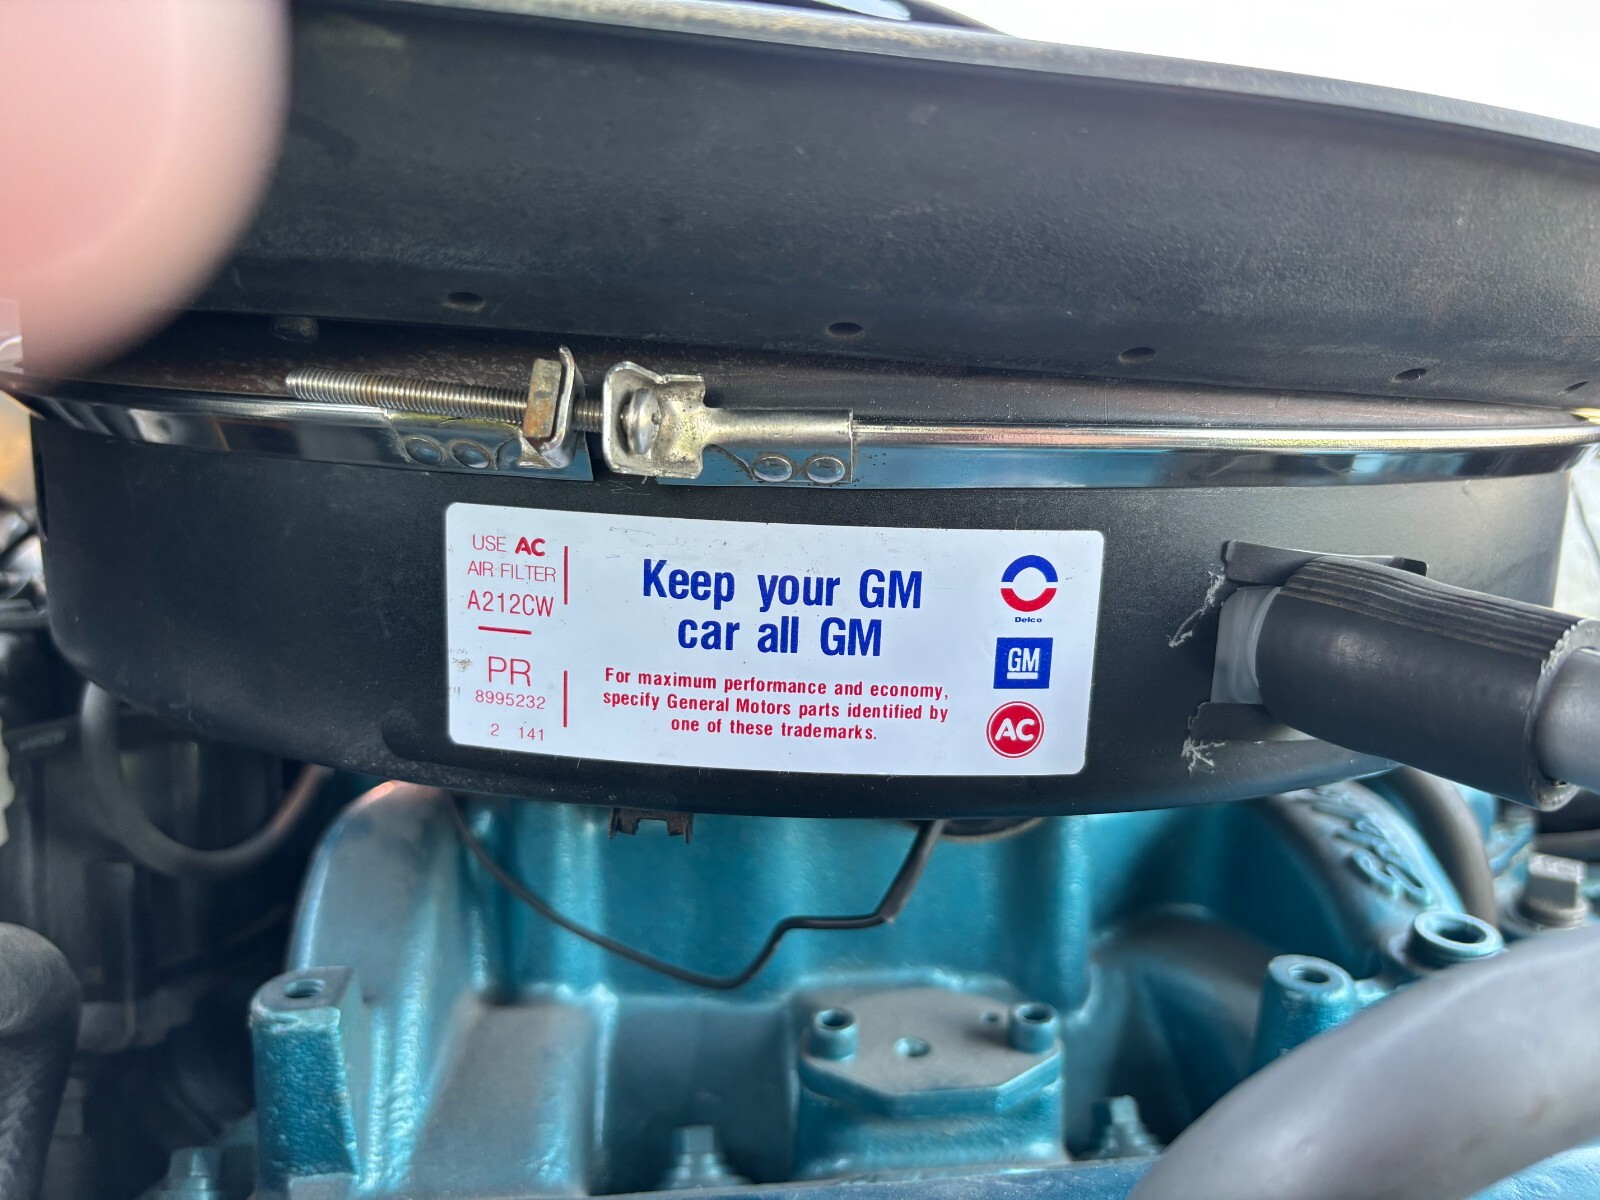 USE AC
AIR FILTER
A212CW
PR
8995232
2 141
Keep your GM
car all GM
For maximum performance and economy,
specify General Motors parts identified by
one of these trademarks.
Delco
GM
AC